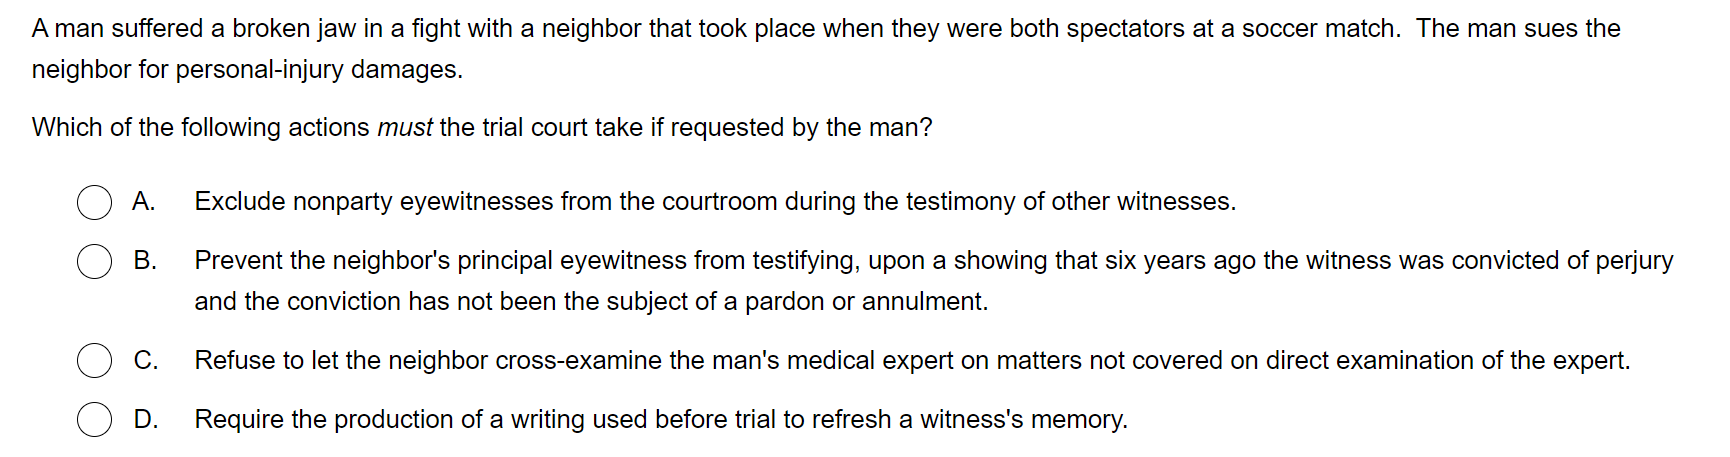 A man suffered a broken jaw in a fight with a neighbor that took place when they were both spectators at a soccer match. The man sues the
neighbor for personal-injury damages.
Which of the following actions must the trial court take if requested by the man?
A. Exclude nonparty eyewitnesses from the courtroom during the testimony of other witnesses.
B. Prevent the neighbor's principal eyewitness from testifying, upon a showing that six years ago the witness was convicted of perjury
and the conviction has not been the subject of a pardon or annulment.
C. Refuse to let the neighbor cross-examine the man's medical expert on matters not covered on direct examination of the expert.
D. Require the production of a writing used before trial to refresh a witness's memory.